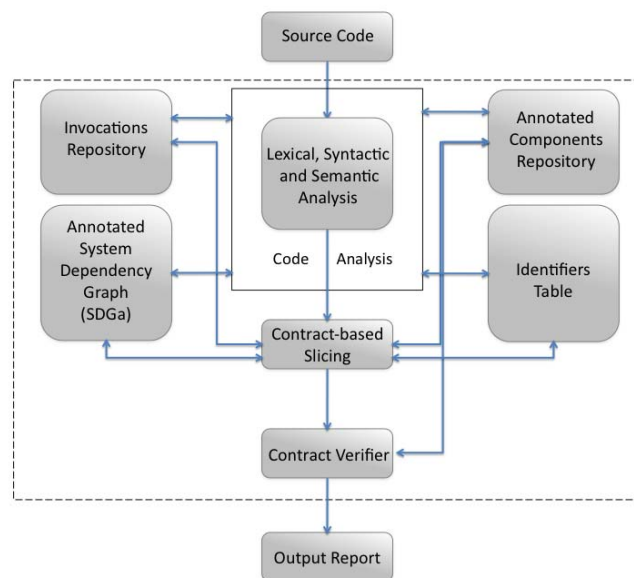 Source Code
Invocations
Repository
Lexical, Syntactic
and Semantic
Analysis
Annotated
Components
Repository
Annotated
System
Dependency
Graph
(SDGa)
Code Analysis
Identifiers
Table
Contract-based
Slicing
Contract Verifier
Output Report